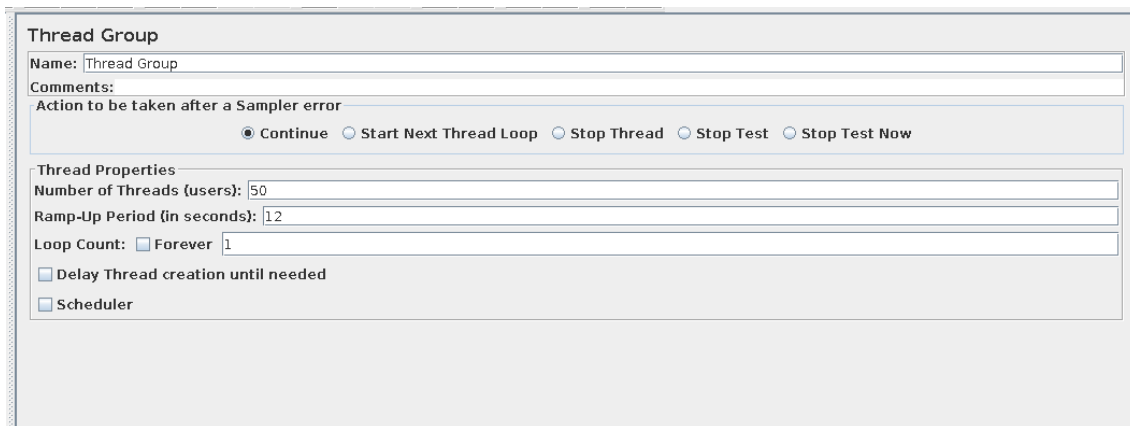 Thread Group
Name: Thread Group
Comments:
Action to be taken after a Sampler error
Continue Start Next Thread Loop Stop Thread Stop Test Stop Test Now
Thread Properties
Number of Threads (users): 50
Ramp-Up Period (in seconds): 12
Loop Count: Forever 1
Delay Thread creation until needed
Scheduler